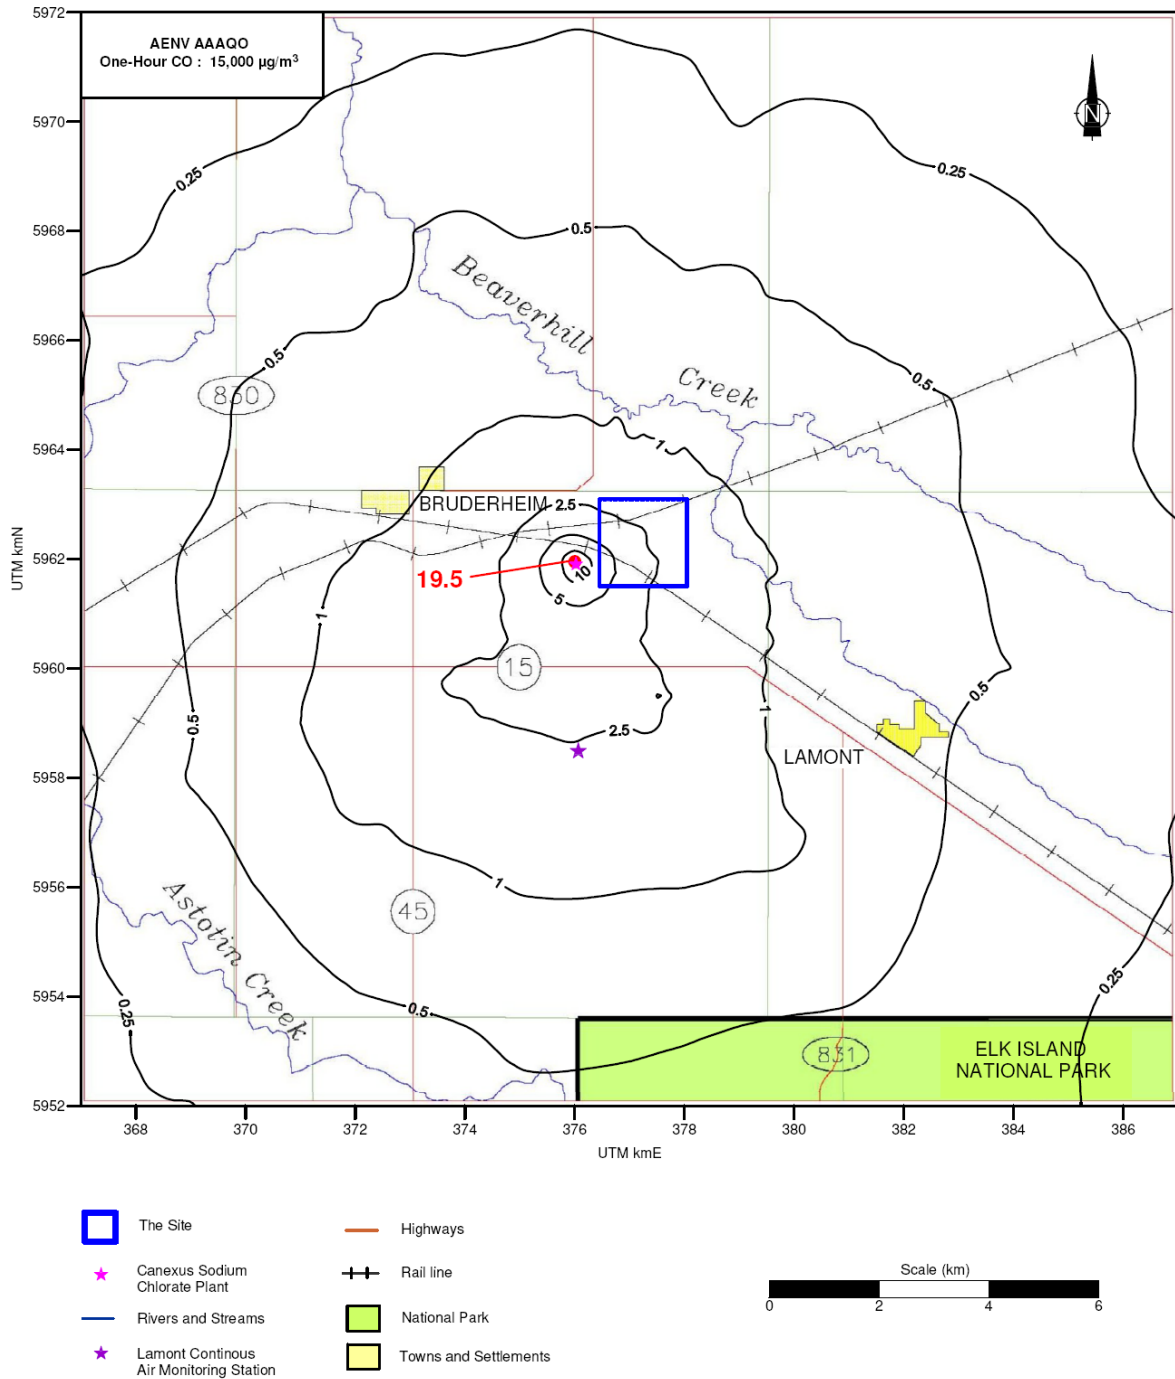 5972
AENV AAAQO
One-Hour CO : 15,000 µg/m³
N
5970
0.25
0.25
5968
0.5
Beaverhill
5966
0.5
Creek
0.5
830
5964
1
BRUDERHEIM
2.5
5962
10
19.5
5
1
5960
15
0.5
0.5
1
2.5
LAMONT
5958
5956
1
Astotin Creek
45
5954
0.25
0.5
0.25
831
ELK ISLAND
NATIONAL PARK
5952
UTM kmN
368
370
372
374
376
378
380
382
384
386
UTM kmE
The Site
Highways
Canexus Sodium
Chlorate Plant
Rail line
Scale (km)
0
2
4
6
Rivers and Streams
National Park
Lamont Continous
Air Monitoring Station
Towns and Settlements